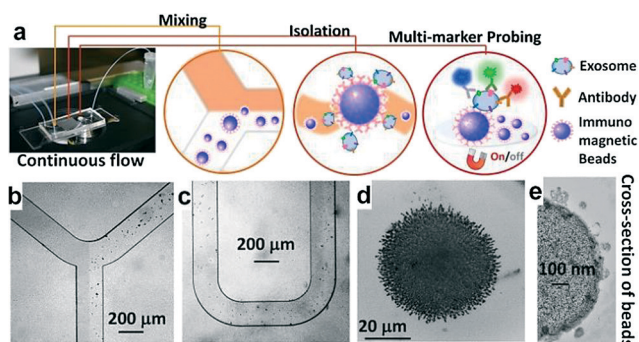 a
Mixing
Isolation
Multi-marker Probing
Continuous flow
On/off
Exosome
Antibody
Immuno
magnetic
Beads
b
200 μm
c
200 μm
d
20 μm
e
100 nm
Cross-section of beads